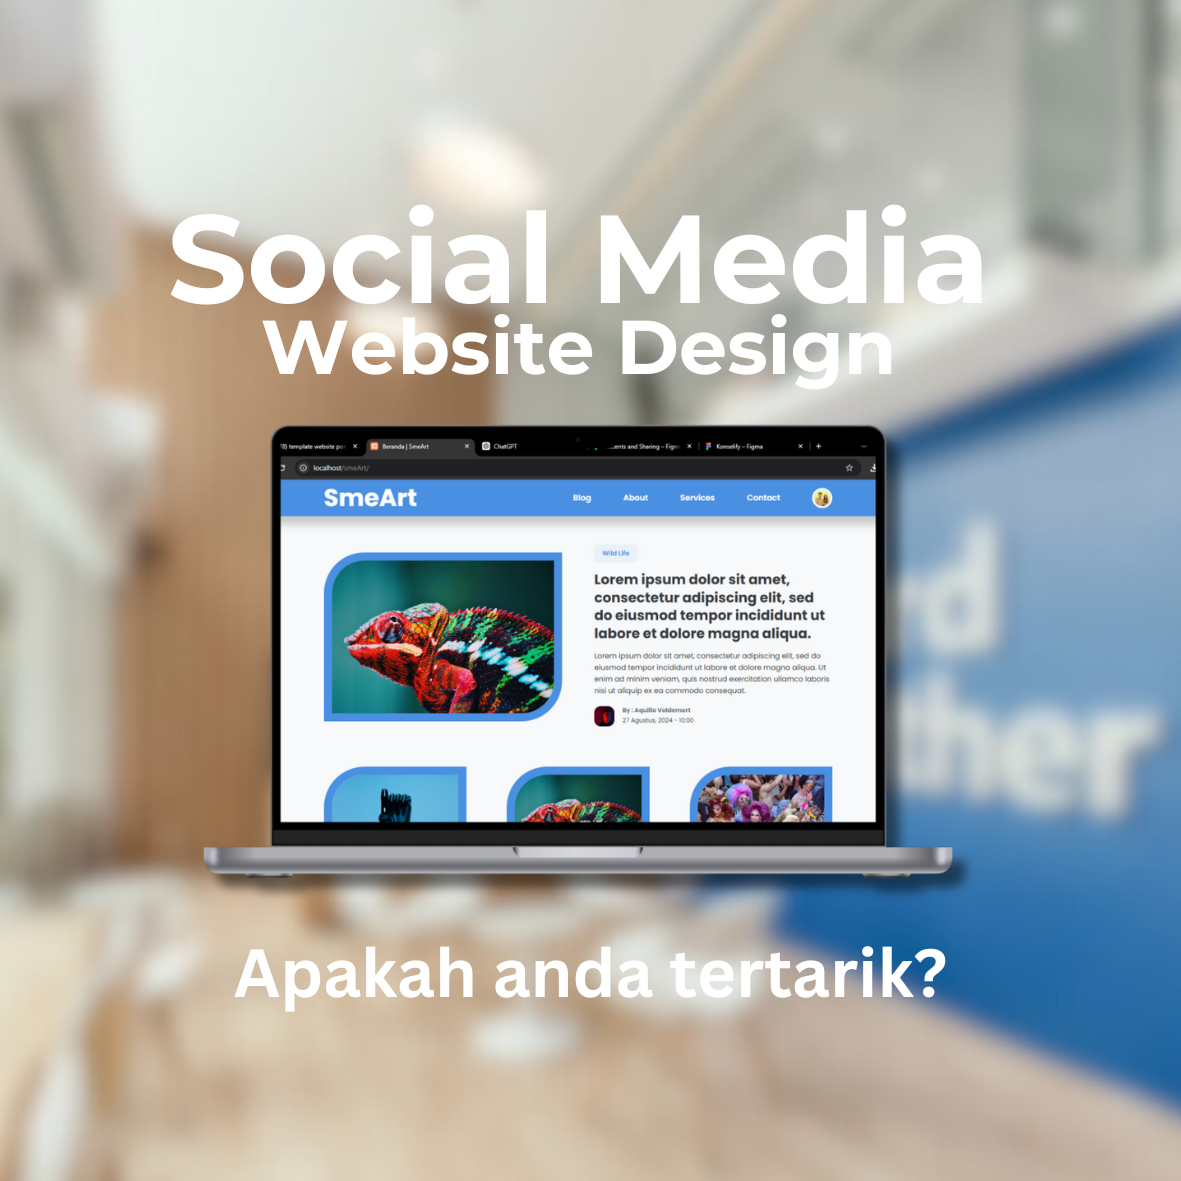 Social Media
Website Design
template website po
Beranda | SmeArt
ChatGPT
ents and Sharing – Fig
Konselify – Figma
localhost/smeArt/
SmeArt
Blog About Services Contact
Wild Life
Lorem ipsum dolor sit amet,
consectetur adipiscing elit, sed
do eiusmod tempor incididunt ut
labore et dolore magna aliqua.
Lorem ipsum dolor sit amet, consectetur adipiscing elit, sed do
eiusmod tempor incididunt ut labore et dolore magna aliqua. Ut
enim ad minim veniam, quis nostrud exercitation ullamco laboris
nisi ut aliquip ex ea commodo consequat.
By : Aquillo Voldemort
27 Agustus, 2024 - 10:00
Apakah anda tertarik?